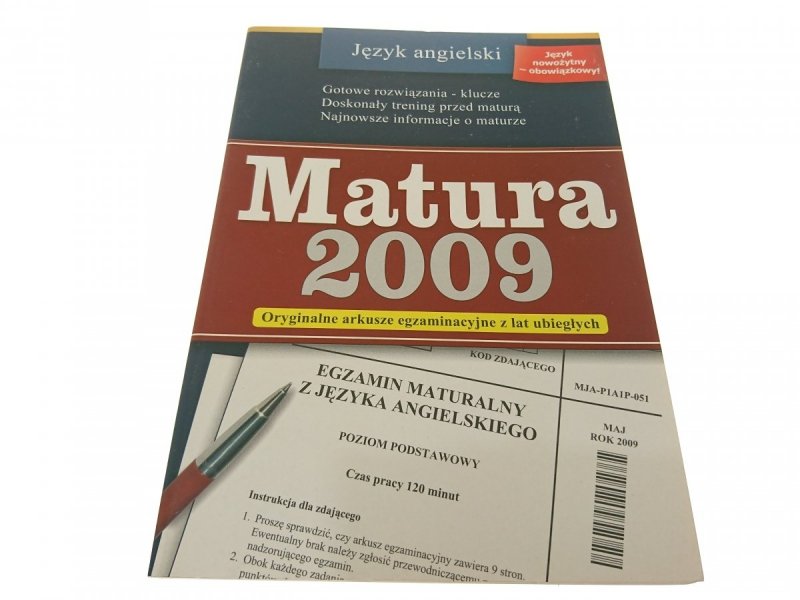 Język angielski
Język
nowożytny
– obowiązkowy!
Gotowe rozwiązania - klucze
Doskonały trening przed maturą
Najnowsze informacje o maturze
Matura
2009
Oryginalne arkusze egzaminacyjne z lat ubiegłych
KOD ZDAJĄCEGO
MJA-P1A1P-051
EGZAMIN MATURALNY
Z JĘZYKA ANGIELSKIEGO
MAJ
ROK 2009
POZIOM PODSTAWOWY
Czas pracy 120 minut
Instrukcja dla zdającego
1. Proszę sprawdzić, czy arkusz egzaminacyjny zawiera 9 stron.
Ewentualny brak należy zgłosić przewodniczącemu
nadzorującego egzamin.
2. Obok każdego zadania